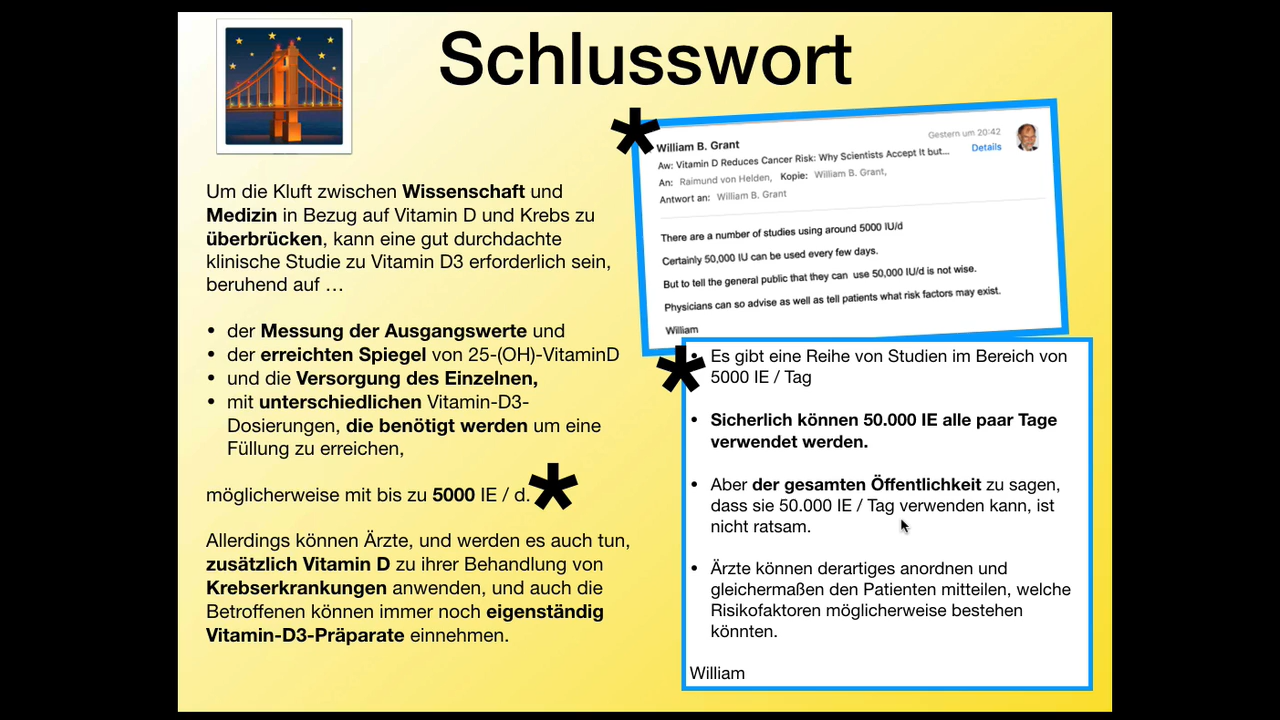 Schlusswort
Um die Kluft zwischen Wissenschaft und
Medizin in Bezug auf Vitamin D und Krebs zu
überbrücken, kann eine gut durchdachte
klinische Studie zu Vitamin D3 erforderlich sein,
beruhend auf …
• der Messung der Ausgangswerte und
• der erreichten Spiegel von 25-(OH)-VitaminD
• und die Versorgung des Einzelnen,
• mit unterschiedlichen Vitamin-D3-
Dosierungen, die benötigt werden um eine
Füllung zu erreichen,
möglicherweise mit bis zu 5000 IE / d.*
Allerdings können Ärzte, und werden es auch tun,
zusätzlich Vitamin D zu ihrer Behandlung von
Krebserkrankungen anwenden, und auch die
Betroffenen können immer noch eigenständig
Vitamin-D3-Präparate einnehmen.
*
William B. Grant
Gestern um 20:42
Aw: Vitamin D Reduces Cancer Risk: Why Scientists Accept It but...
Details
An: Raimund von Helden, Kopie: William B. Grant,
Antwort an: William B. Grant
There are a number of studies using around 5000 IU/d
Certainly 50,000 IU can be used every few days.
But to tell the general public that they can use 50,000 IU/d is not wise.
Physicians can so advise as well as tell patients what risk factors may exist.
William
*
• Es gibt eine Reihe von Studien im Bereich von
5000 IE / Tag
• Sicherlich können 50.000 IE alle paar Tage
verwendet werden.
• Aber der gesamten Öffentlichkeit zu sagen,
dass sie 50.000 IE / Tag verwenden kann, ist
nicht ratsam.
• Ärzte können derartiges anordnen und
gleichermaßen den Patienten mitteilen, welche
Risikofaktoren möglicherweise bestehen
könnten.
William